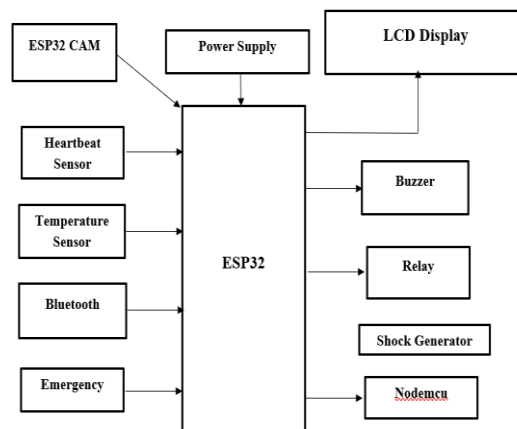 ESP32 CAM
Power Supply
LCD Display
Heartbeat
Sensor
Buzzer
Temperature
Sensor
ESP32
Relay
Bluetooth
Shock Generator
Emergency
Nodemcu